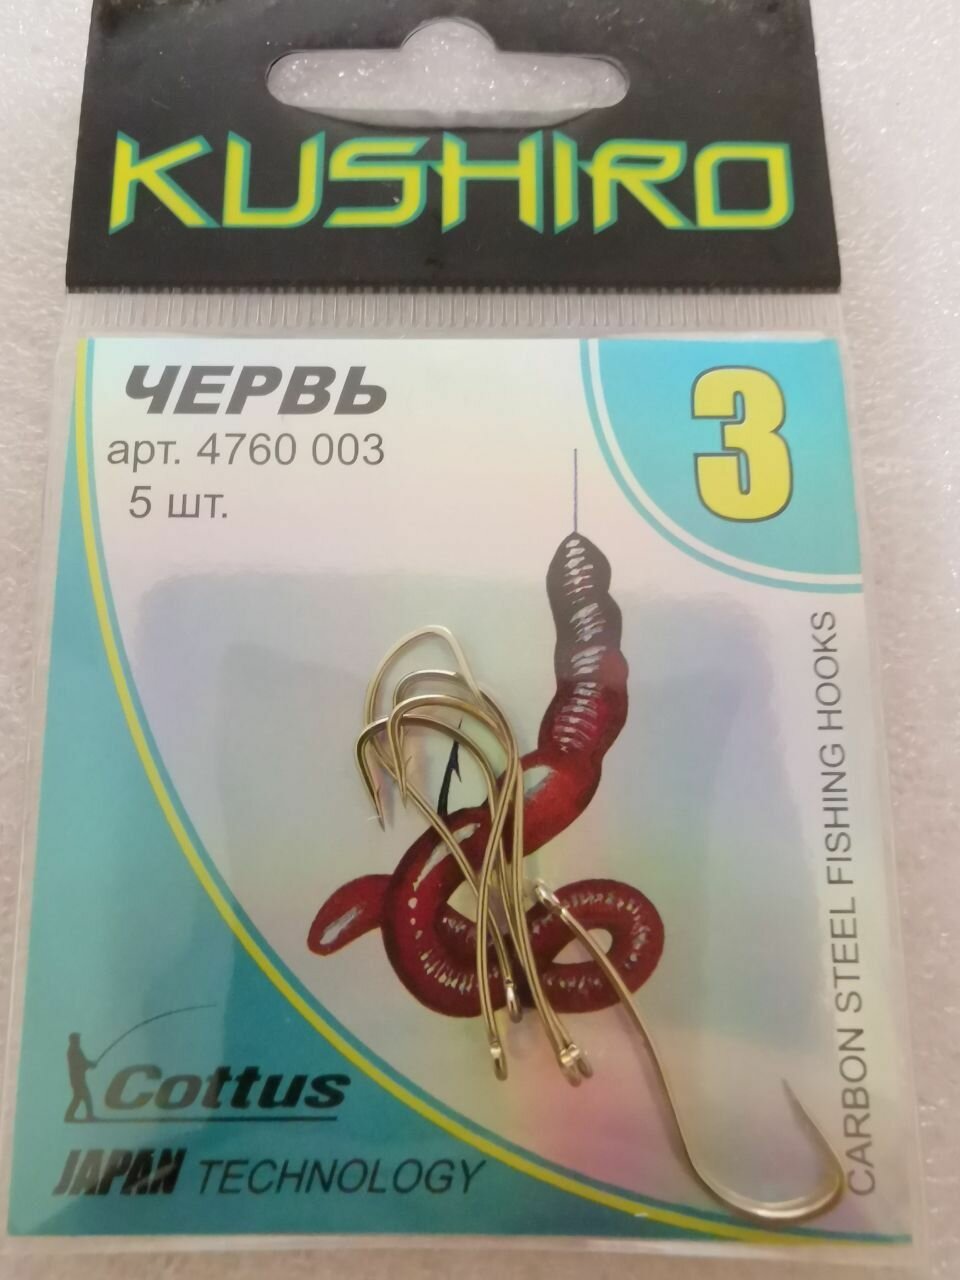 KUSHIRO
ЧЕРВЬ
арт. 4760 003
5 шт.
3
CARBON STEEL FISHING HOOKS
Cottus
JAPAN TECHNOLOGY